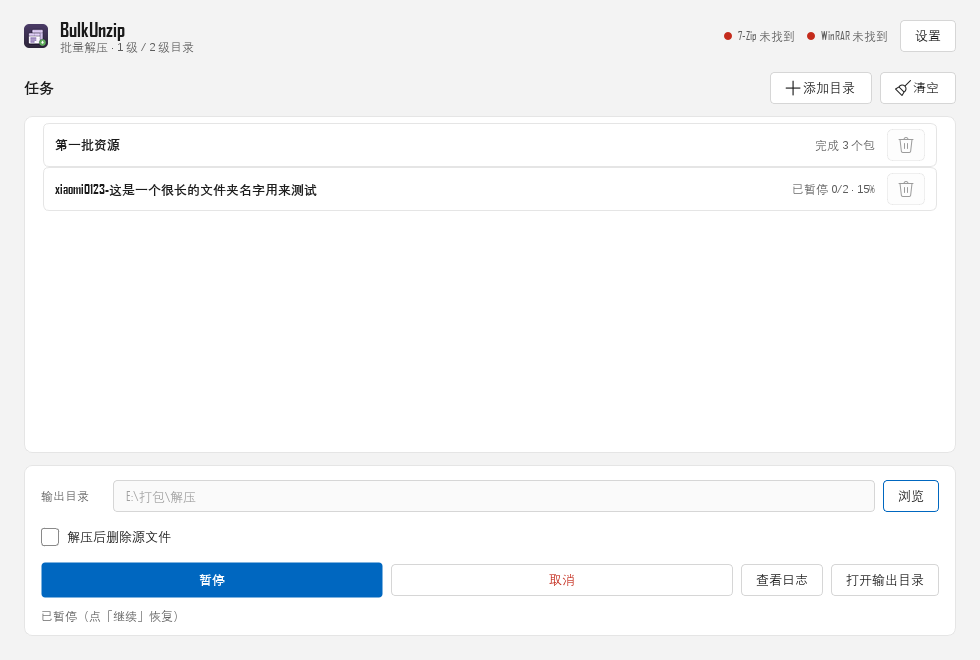 BulkUnzip
批量解压 · 1 级 / 2 级目录
7-Zip 未找到 WinRAR 未找到 设置
任务 添加目录 清空
第一批资源 完成 3 个包
xiaomi0123-这是一个很长的文件夹名字用来测试 已暂停 0/2 · 15%
输出目录 E:\打包\解压 浏览
解压后删除源文件
暂停 取消 查看日志 打开输出目录
已暂停（点「继续」恢复）